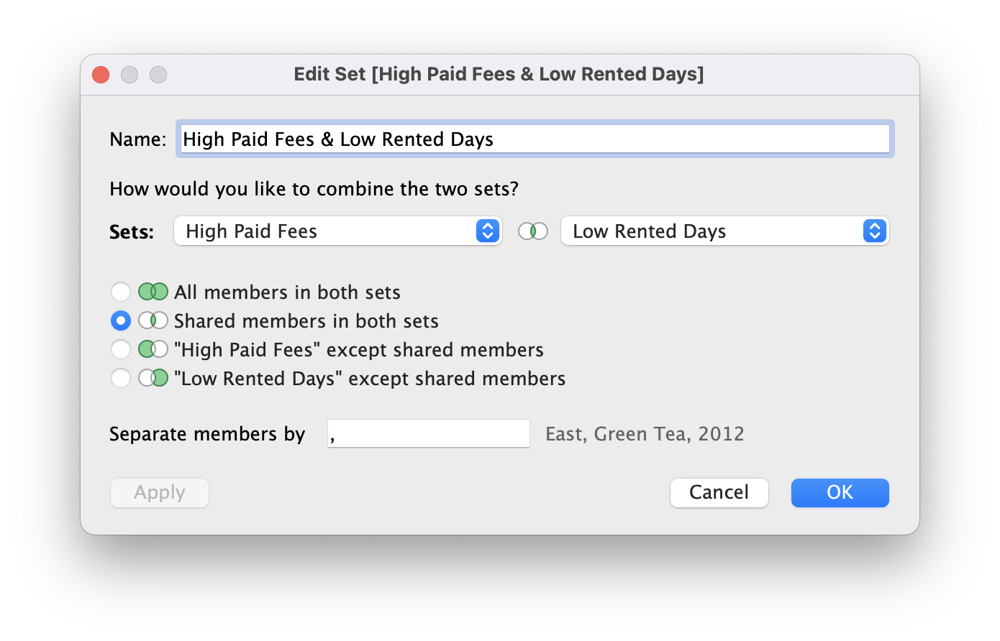 Edit Set [High Paid Fees & Low Rented Days]
Name: High Paid Fees & Low Rented Days
How would you like to combine the two sets?
Sets: High Paid Fees Low Rented Days
All members in both sets
Shared members in both sets
"High Paid Fees" except shared members
"Low Rented Days" except shared members
Separate members by , East, Green Tea, 2012
Apply Cancel OK